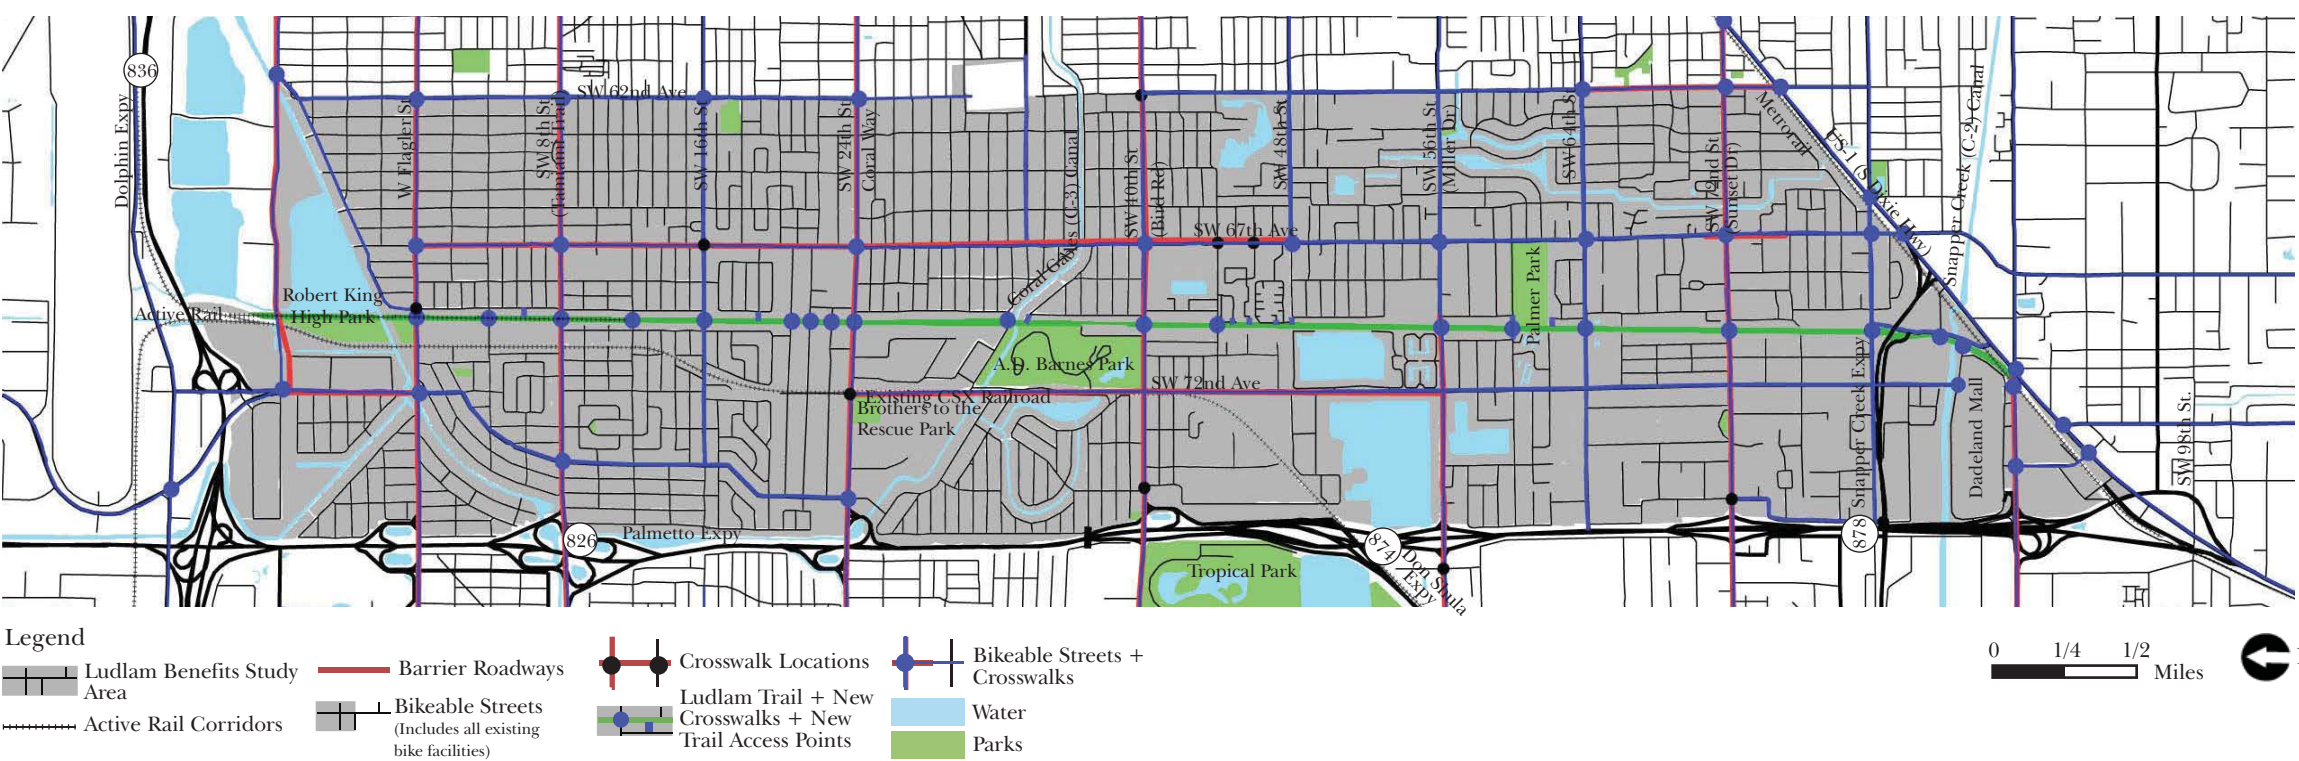 836
Dolphin Expy
SW 62nd Ave
W Flagler St
SW 8th St
(Tamiami Trail)
SW 16th St
SW 24th St
Coral Way
Coral Gables (C-3) Canal
SW 40th St
(Bird Rd)
SW 48th St
SW 56th St
(Miller Dr)
SW 64th St
SW 72nd St
(Sunset Dr)
Metrorail
US-1 (S Dixie Hwy)
Snapper Creek (C-2) Canal
SW 67th Ave
Robert King
High Park
Active Rail
Palmer Park
A.D. Barnes Park
SW 72nd Ave
Existing CSX Railroad
Brothers to the
Rescue Park
Snapper Creek Expy
Dadeland Mall
SW 98th St.
826
Palmetto Expy
874
Don Shula
Expy
878
Tropical Park
Legend
Ludlam Benefits Study
Area
Active Rail Corridors
Barrier Roadways
Bikeable Streets
(Includes all existing
bike facilities)
Crosswalk Locations
Ludlam Trail + New
Crosswalks + New
Trail Access Points
Bikeable Streets +
Crosswalks
Water
Parks
0 1/4 1/2
Miles